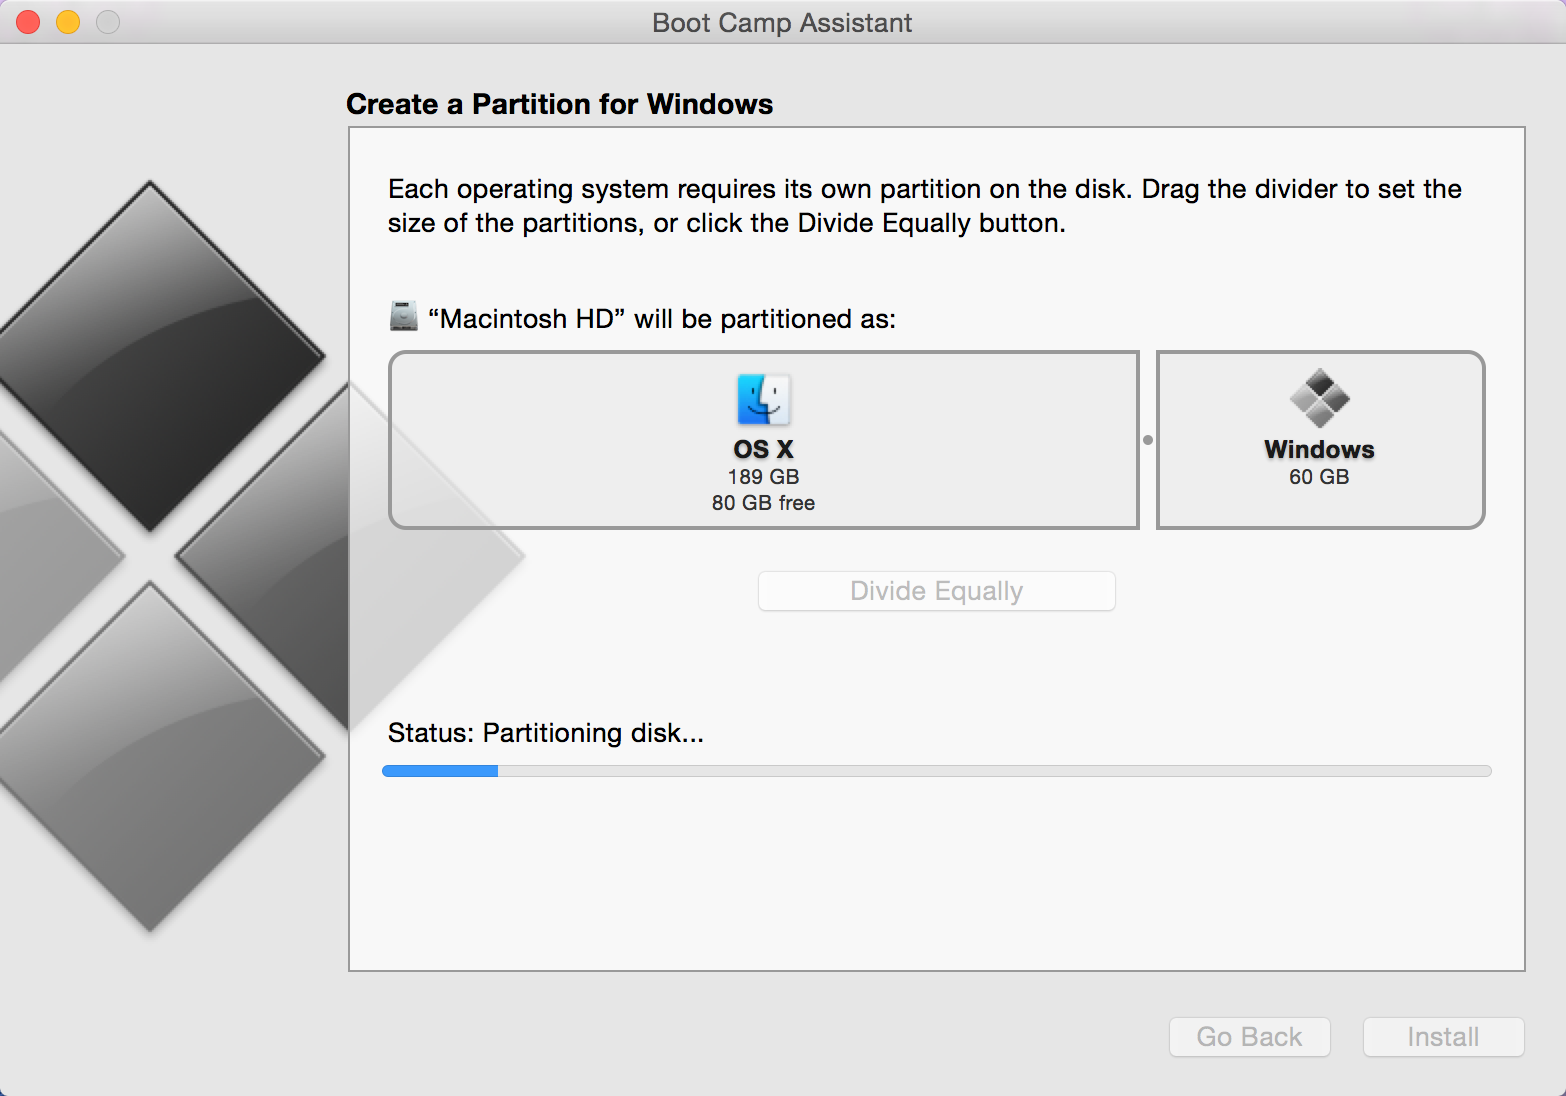 Boot Camp Assistant
Create a Partition for Windows
Each operating system requires its own partition on the disk. Drag the divider to set the
size of the partitions, or click the Divide Equally button.
“Macintosh HD” will be partitioned as:
OS X
189 GB
80 GB free
Windows
60 GB
Divide Equally
Status: Partitioning disk...
Go Back
Install